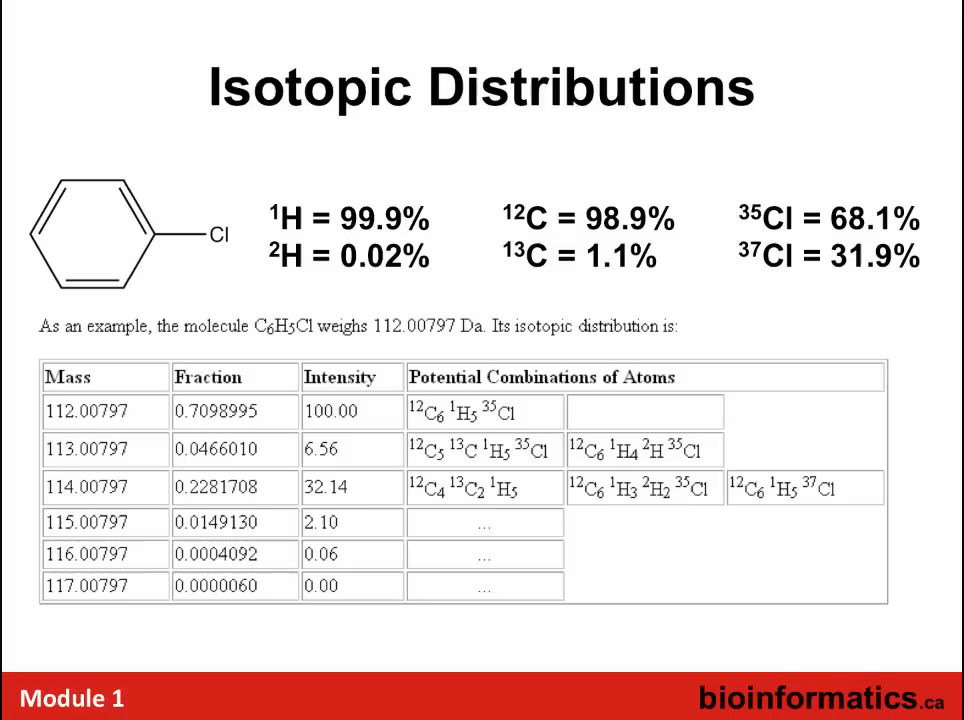 Isotopic Distributions
Cl
¹H = 99.9% ¹²C = 98.9% ³⁵Cl = 68.1%
²H = 0.02% ¹³C = 1.1% ³⁷Cl = 31.9%
As an example, the molecule C₆H₅Cl weighs 112.00797 Da. Its isotopic distribution is:
Mass Fraction Intensity Potential Combinations of Atoms
112.00797 0.7098995 100.00 ¹²C₆ ¹H₅ ³⁵Cl
113.00797 0.0466010 6.56 ¹²C₅ ¹³C ¹H₅ ³⁵Cl ¹²C₆ ¹H₄ ²H ³⁵Cl
114.00797 0.2281708 32.14 ¹²C₄ ¹³C₂ ¹H₅ ¹²C₆ ¹H₃ ²H₂ ³⁵Cl ¹²C₆ ¹H₅ ³⁷Cl
115.00797 0.0149130 2.10 ...
116.00797 0.0004092 0.06 ...
117.00797 0.0000060 0.00 ...
Module 1 bioinformatics.ca